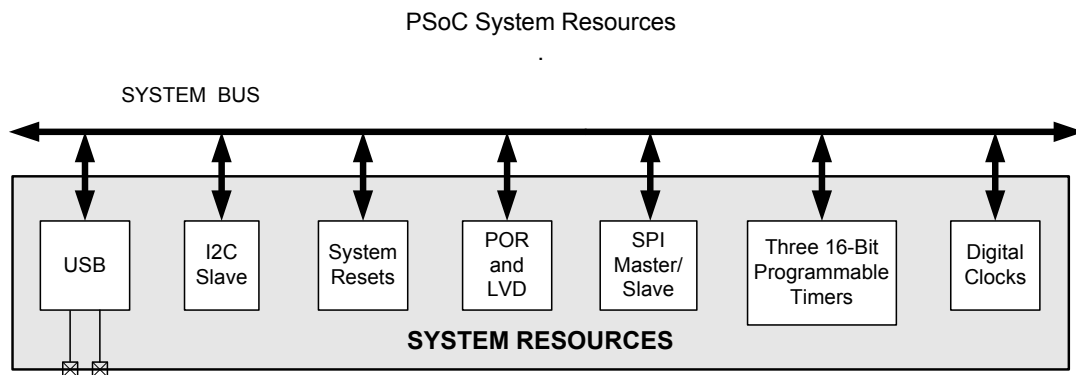 PSoC System Resources
.
SYSTEM BUS
USB
I2C
Slave
System
Resets
POR
and
LVD
SPI
Master/
Slave
Three 16-Bit
Programmable
Timers
Digital
Clocks
SYSTEM RESOURCES